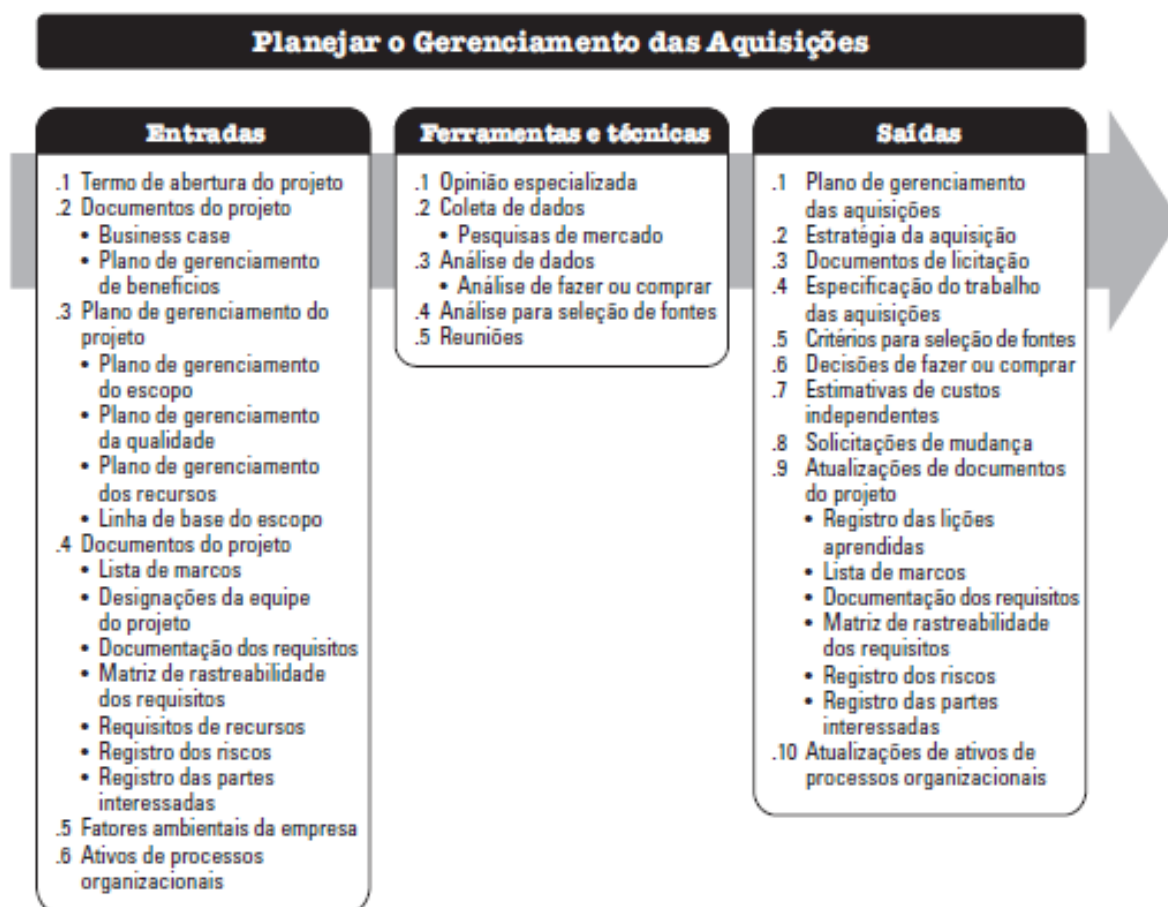 Planejar o Gerenciamento das Aquisições
Entradas
.1 Termo de abertura do projeto
.2 Documentos do projeto
• Business case
• Plano de gerenciamento
de benefícios
.3 Plano de gerenciamento do
projeto
• Plano de gerenciamento
do escopo
• Plano de gerenciamento
da qualidade
• Plano de gerenciamento
dos recursos
• Linha de base do escopo
.4 Documentos do projeto
• Lista de marcos
• Designações da equipe
do projeto
• Documentação dos requisitos
• Matriz de rastreabilidade
dos requisitos
• Requisitos de recursos
• Registro dos riscos
• Registro das partes
interessadas
.5 Fatores ambientais da empresa
.6 Ativos de processos
organizacionais
Ferramentas e técnicas
.1 Opinião especializada
.2 Coleta de dados
• Pesquisas de mercado
.3 Análise de dados
• Análise de fazer ou comprar
.4 Análise para seleção de fontes
.5 Reuniões
Saídas
.1 Plano de gerenciamento
das aquisições
.2 Estratégia da aquisição
.3 Documentos de licitação
.4 Especificação do trabalho
das aquisições
.5 Critérios para seleção de fontes
.6 Decisões de fazer ou comprar
.7 Estimativas de custos
independentes
.8 Solicitações de mudança
.9 Atualizações de documentos
do projeto
• Registro das lições
aprendidas
• Lista de marcos
• Documentação dos requisitos
• Matriz de rastreabilidade
dos requisitos
• Registro dos riscos
• Registro das partes
interessadas
.10 Atualizações de ativos de
processos organizacionais